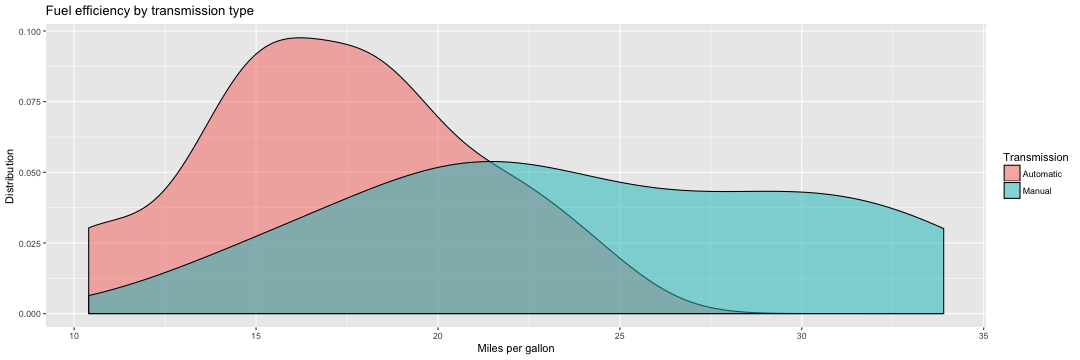 Fuel efficiency by transmission type
0.100
0.075
0.050
0.025
0.000
Distribution
10 15 20 25 30 35
Miles per gallon
Transmission
Automatic
Manual